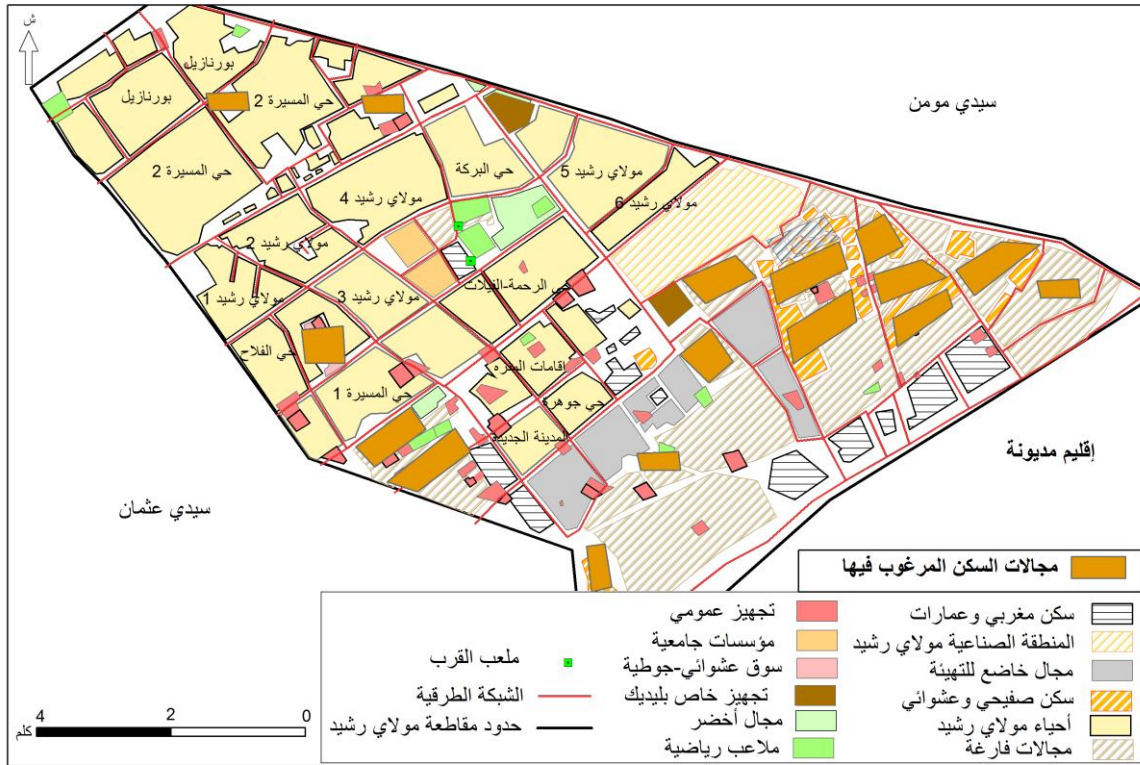 ش
سيدي مومن
بورنازيل
بورنازيل
حي المسيرة 2
حي المسيرة 2
حي البركة
مولاي رشيد 5
مولاي رشيد 6
مولاي رشيد 4
مولاي رشيد 2
مولاي رشيد 1
مولاي رشيد 3
حي الرحمة-الفيلات
حي الفلاح
إقامات
حي المسيرة 1
حي جوهرة
المدينة الجديدة
إقليم مديونة
سيدي عثمان
مجالات السكن المرغوب فيها
سكن مغربي وعمارات
المنطقة الصناعية مولاي رشيد
مجال خاضع للتهيئة
سكن صفيحي وعشوائي
أحياء مولاي رشيد
مجالات فارغة
تجهيز عمومي
مؤسسات جامعية
سوق عشوائي-جوطية
تجهيز خاص بليديك
مجال أخضر
ملاعب رياضية
ملعب القرب
الشبكة الطرقية
حدود مقاطعة مولاي رشيد
4 2 0
كلم